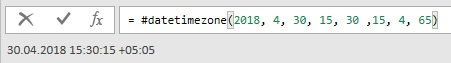 = #datetimezone(2018, 4, 30, 15, 30 ,15, 4, 65)
30.04.2018 15:30:15 +05:05